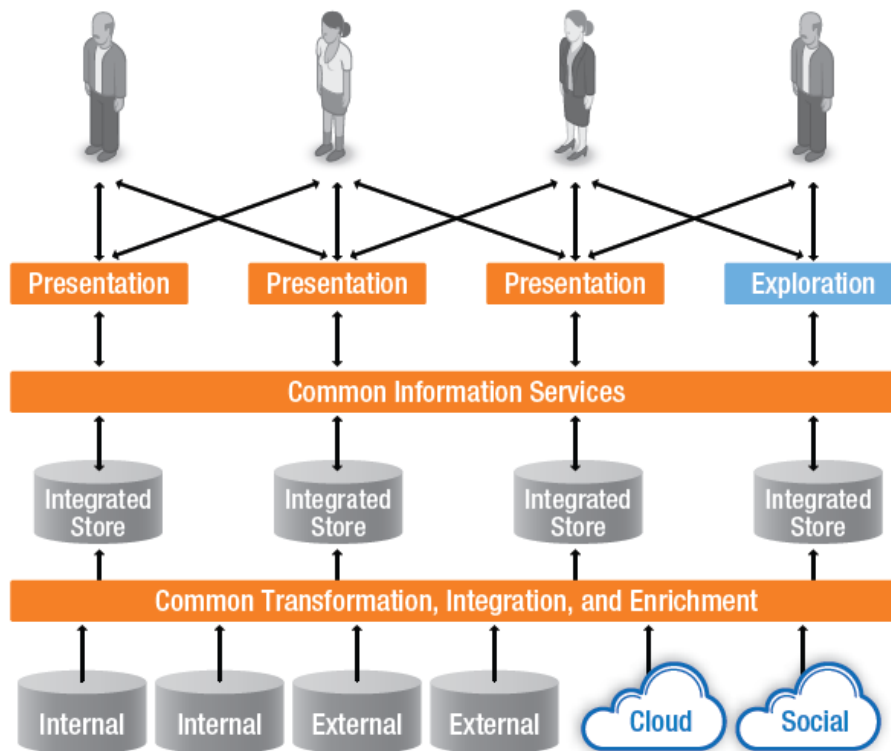 Presentation
Presentation
Presentation
Exploration
Common Information Services
Integrated
Store
Integrated
Store
Integrated
Store
Integrated
Store
Common Transformation, Integration, and Enrichment
Internal
Internal
External
External
Cloud
Social